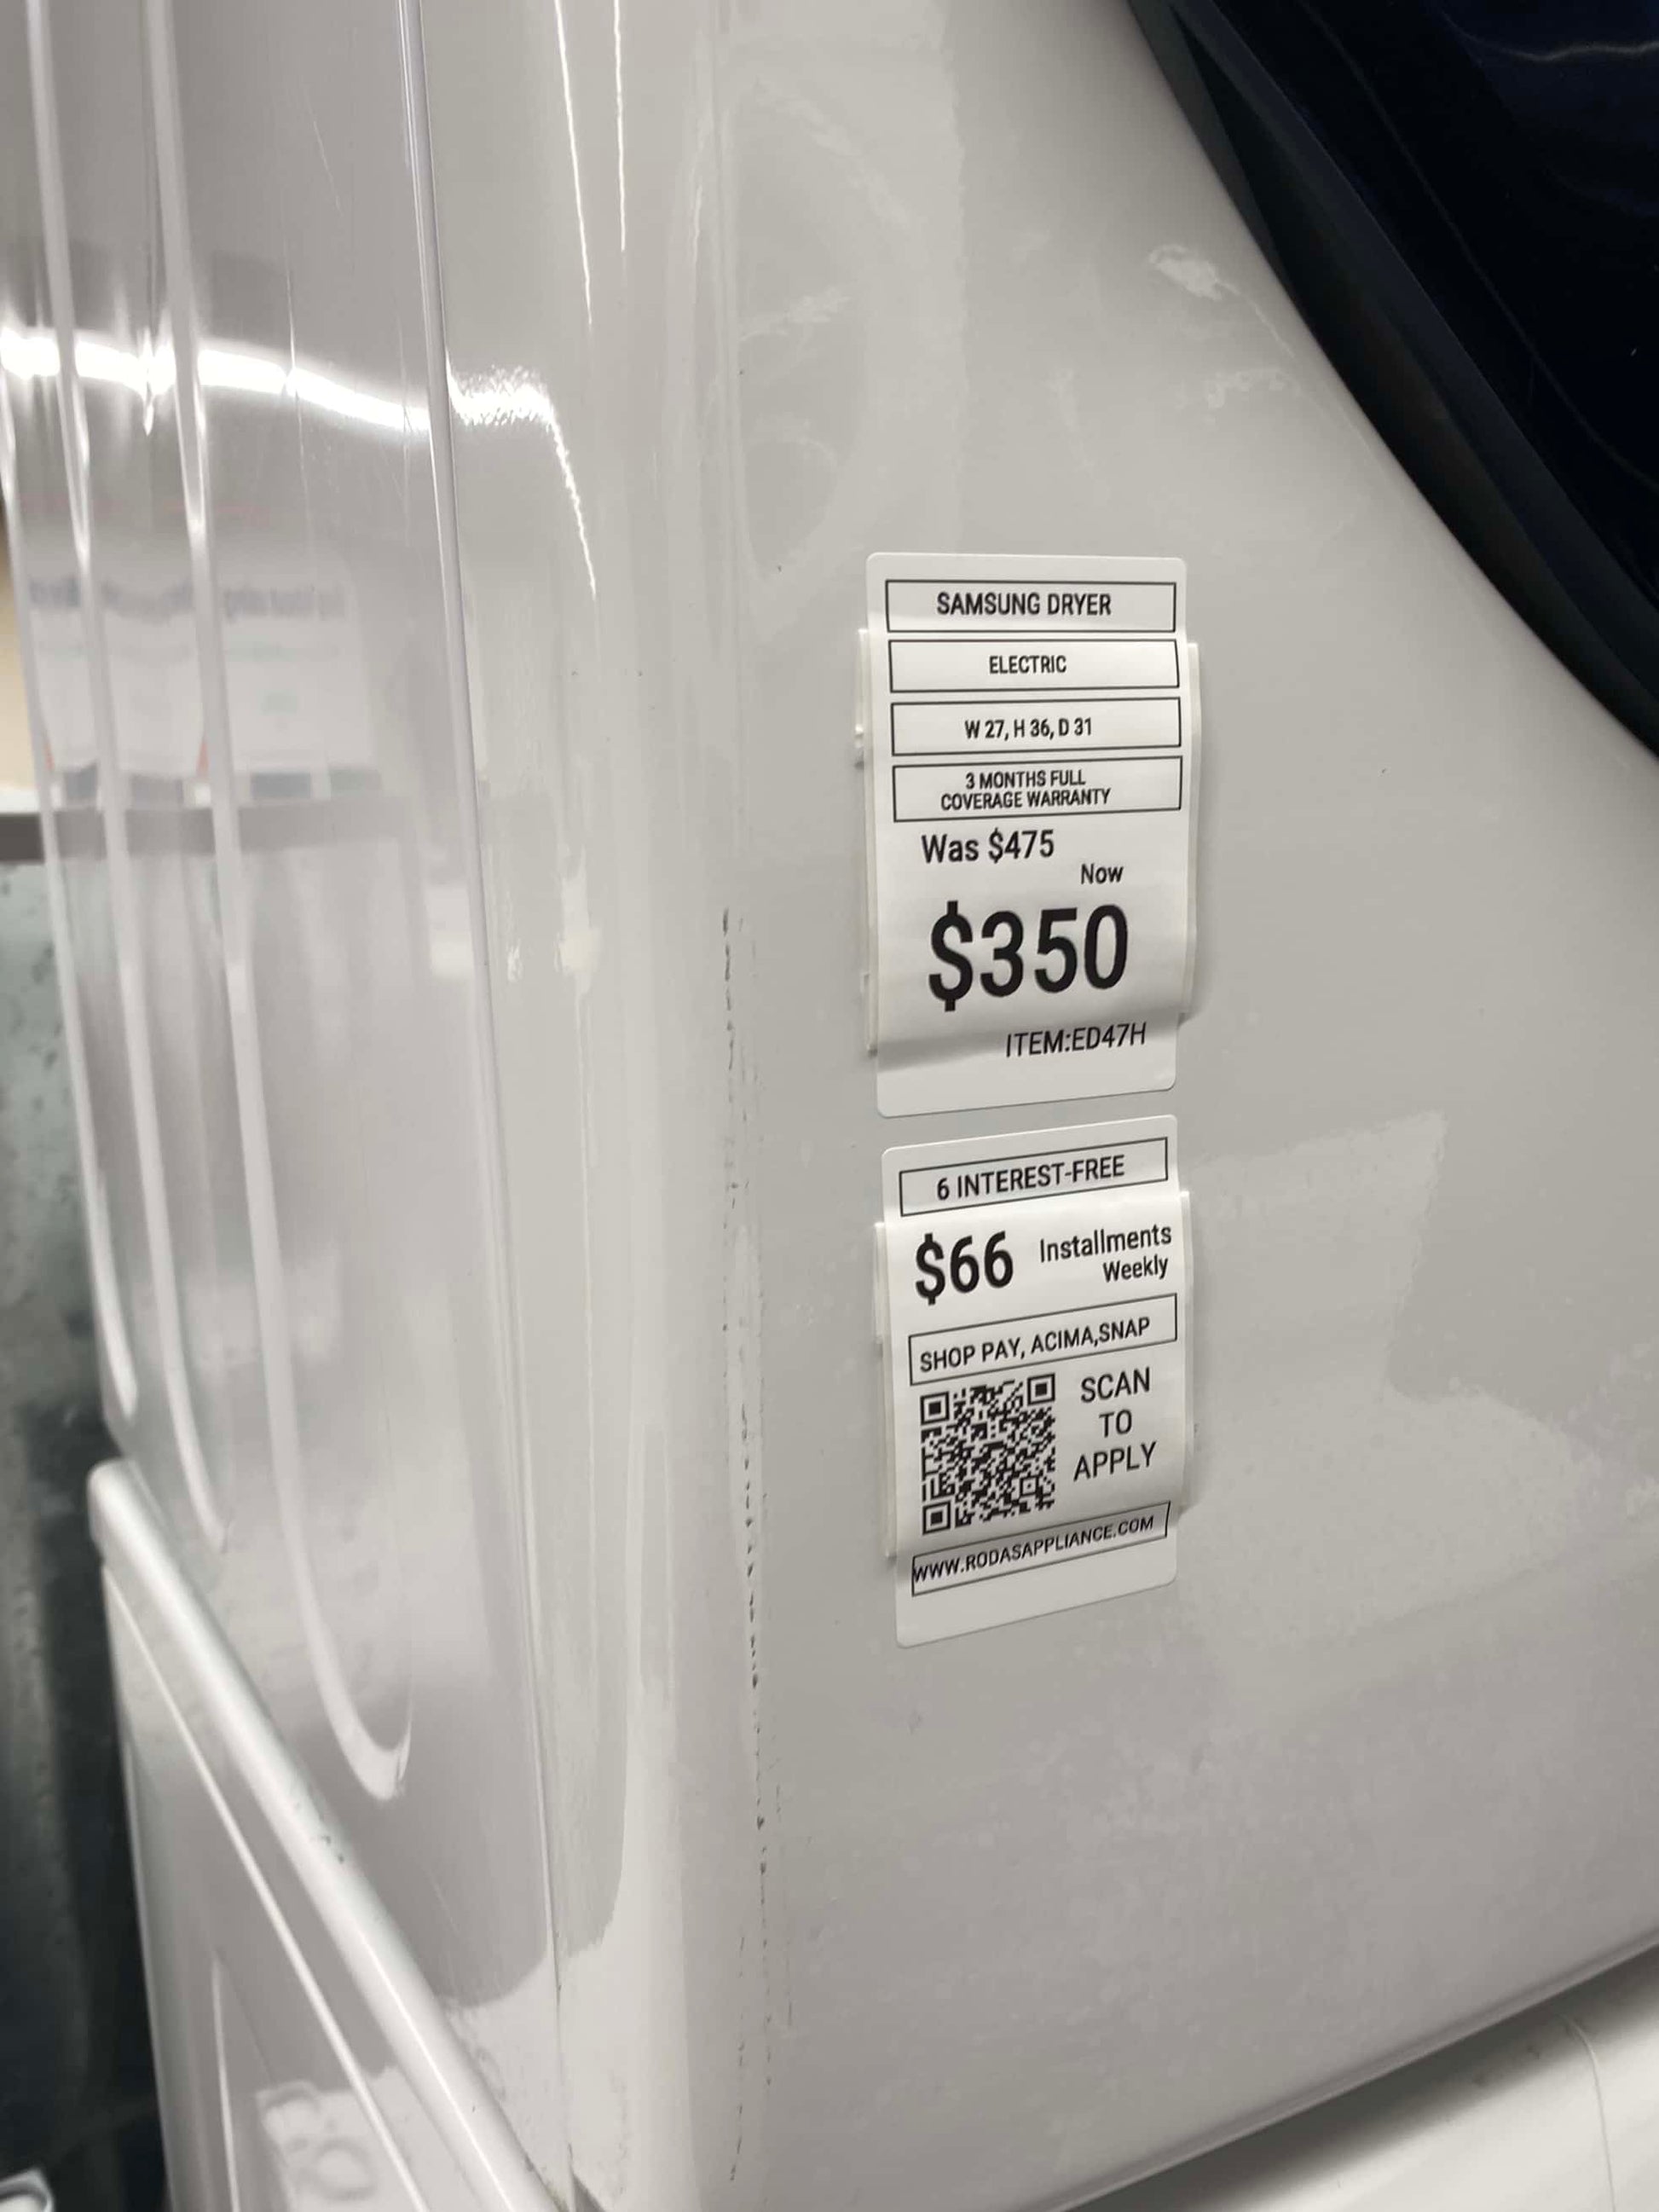 SAMSUNG DRYER
ELECTRIC
W 27, H 36, D 31
3 MONTHS FULL
COVERAGE WARRANTY
Was $475
Now
$350
ITEM:ED47H
6 INTEREST-FREE
$66 Installments
Weekly
SHOP PAY, ACIMA,SNAP
SCAN
TO
APPLY
WWW.RODASAPPLIANCE.COM